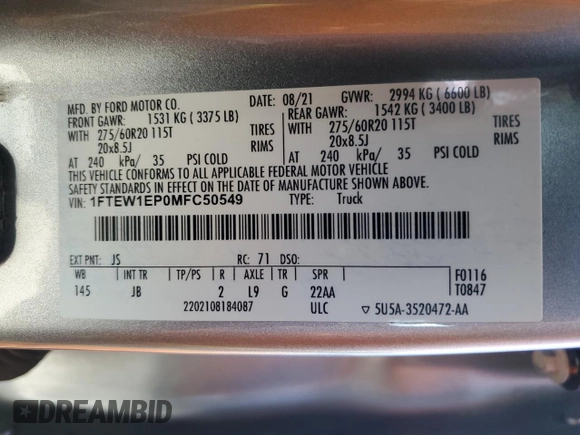 MFD. BY FORD MOTOR CO. DATE: 08/21 GVWR: 2994 KG ( 6600 LB)
FRONT GAWR: 1531 KG ( 3375 LB) REAR GAWR: 1542 KG ( 3400 LB)
WITH 275/60R20 115T TIRES WITH 275/60R20 115T TIRES
20x8.5J RIMS 20x8.5J RIMS
AT 240 kPa/ 35 PSI COLD AT 240 kPa/ 35 PSI COLD
THIS VEHICLE CONFORMS TO ALL APPLICABLE FEDERAL MOTOR VEHICLE
SAFETY STANDARDS IN EFFECT ON THE DATE OF MANUFACTURE SHOWN ABOVE.
VIN: 1FTEW1EP0MFC50549 TYPE: Truck
EXT PNT: JS RC: 71 DSO:
WB INT TR TP/PS R AXLE TR SPR F0116
145 JB 2 L9 G 22AA T0847
2202108184087 ULC ▽ 5U5A-3520472-AA
DREAMBID